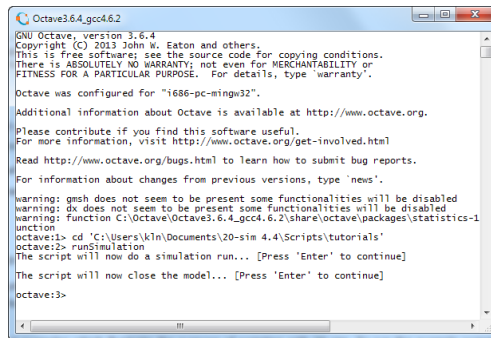 Octave3.6.4_gcc4.6.2
GNU Octave, version 3.6.4
Copyright (C) 2013 John W. Eaton and others.
This is free software; see the source code for copying conditions.
There is ABSOLUTELY NO WARRANTY; not even for MERCHANTABILITY or
FITNESS FOR A PARTICULAR PURPOSE.  For details, type `warranty'.
Octave was configured for "i686-pc-mingw32".
Additional information about Octave is available at http://www.octave.org.
Please contribute if you find this software useful.
For more information, visit http://www.octave.org/get-involved.html
Read http://www.octave.org/bugs.html to learn how to submit bug reports.
For information about changes from previous versions, type `news'.
warning: gmsh does not seem to be present some functionalities will be disabled
warning: dx does not seem to be present some functionalities will be disabled
warning: function C:\Octave\Octave3.6.4_gcc4.6.2\share\octave\packages\statistics-1
unction
octave:1> cd 'C:\Users\kln\Documents\20-sim 4.4\Scripts\tutorials'
octave:2> runSimulation
The script will now do a simulation run... [Press 'Enter' to continue]
The script will now close the model... [Press 'Enter' to continue]
octave:3>